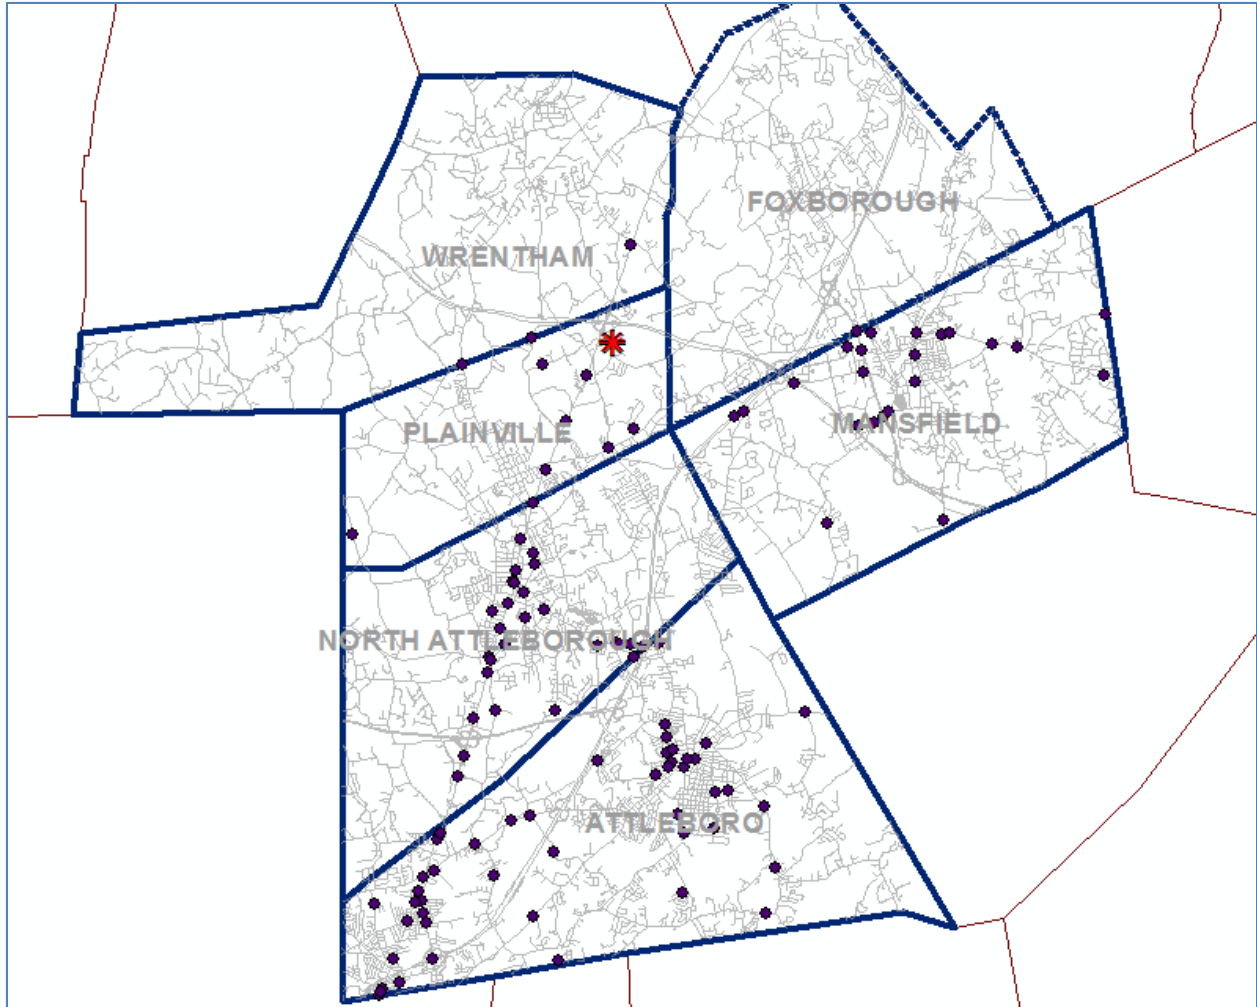 FOXBOROUGH
WRENTHAM
MANSFIELD
PLAINVILLE
NORTH ATTLEBOROUGH
ATTLEBORO